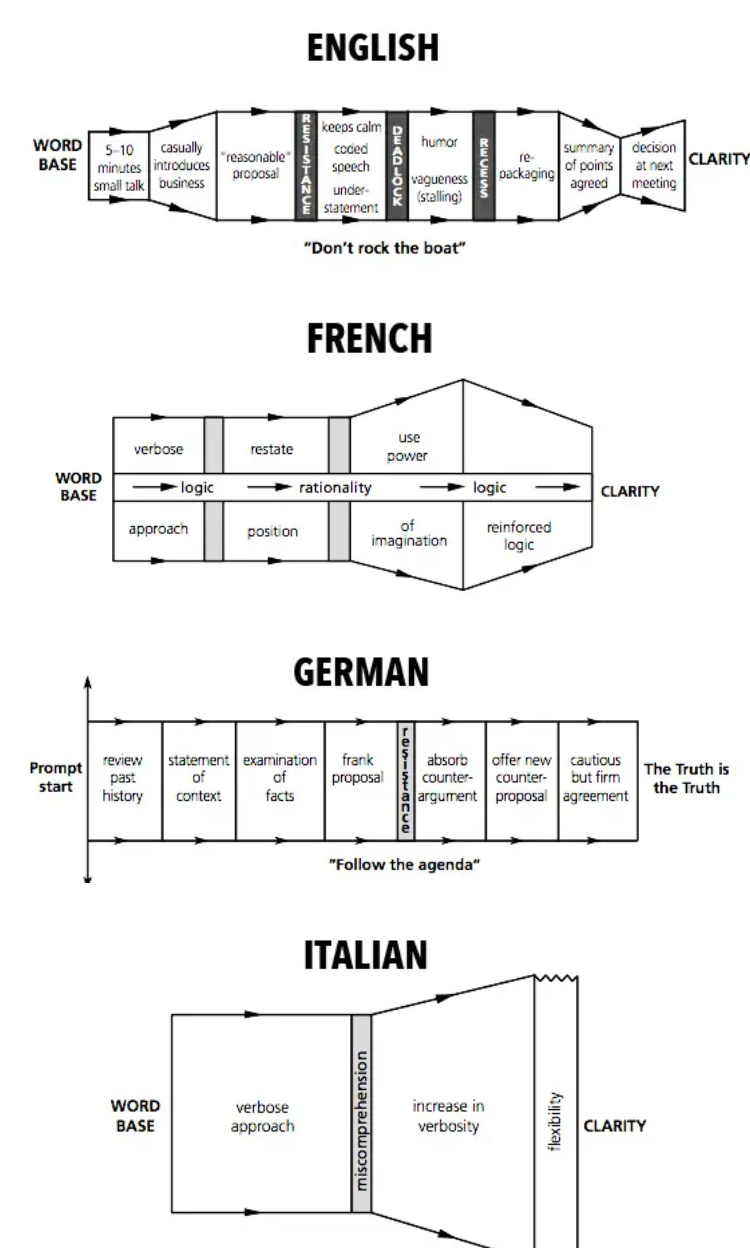 ENGLISH
WORD
BASE
5–10
minutes
small talk
casually
introduces
business
"reasonable"
proposal
RESISTANCE
keeps calm
coded
speech
under-
statement
DEADLOCK
humor
vagueness
(stalling)
RECESS
re-
packaging
summary
of points
agreed
decision
at next
meeting
CLARITY
"Don't rock the boat"
FRENCH
WORD
BASE
verbose
approach
restate
position
use
power
of
imagination
reinforced
logic
logic
rationality
logic
CLARITY
GERMAN
Prompt
start
review
past
history
statement
of
context
examination
of
facts
frank
proposal
resistance
absorb
counter-
argument
offer new
counter-
proposal
cautious
but firm
agreement
The Truth is
the Truth
"Follow the agenda"
ITALIAN
WORD
BASE
verbose
approach
miscomprehension
increase in
verbosity
flexibility
CLARITY